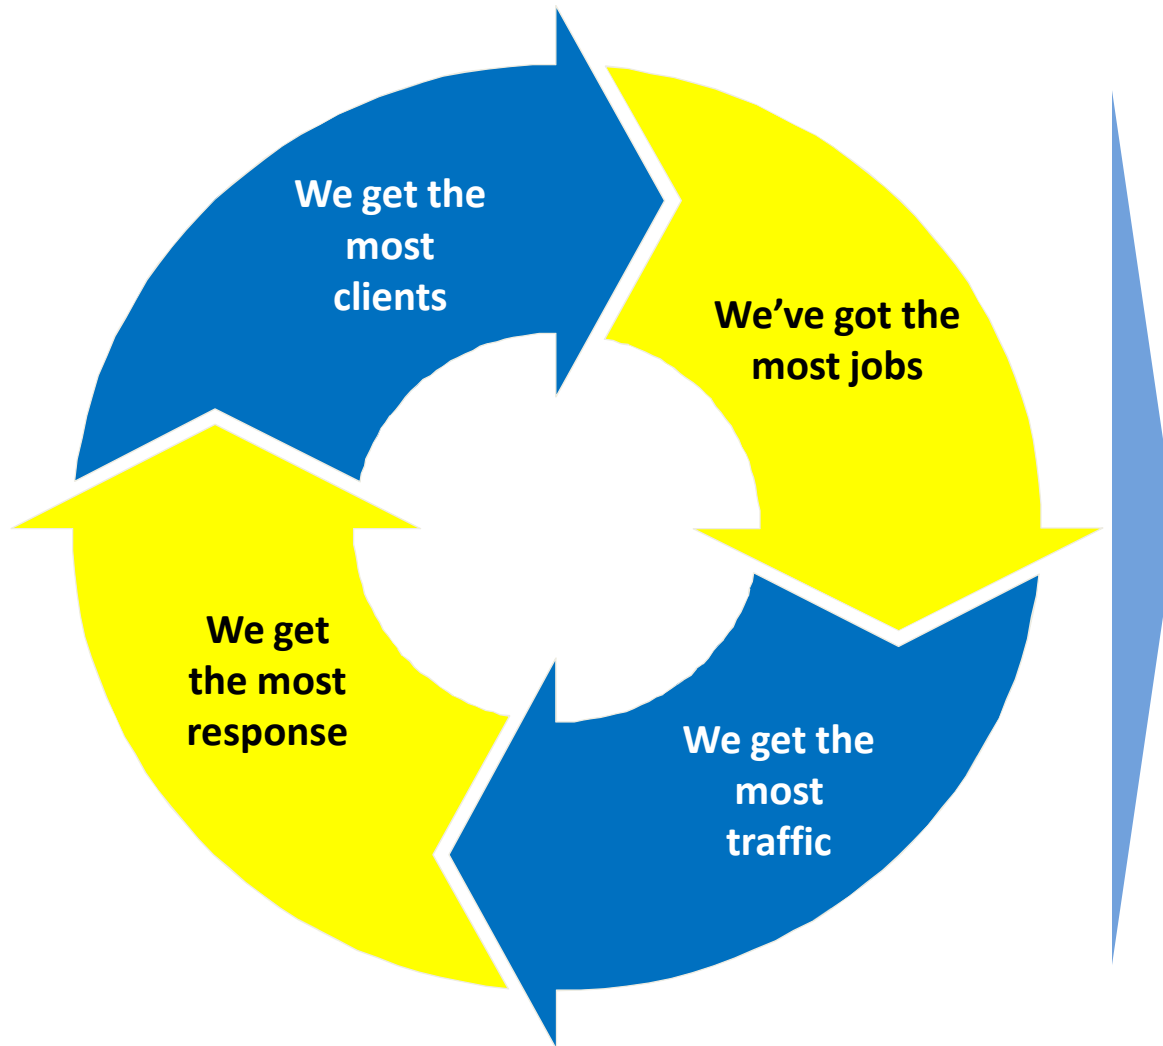 We get the
most
clients
We’ve got the
most jobs
We get
the most
response
We get the
most
traffic